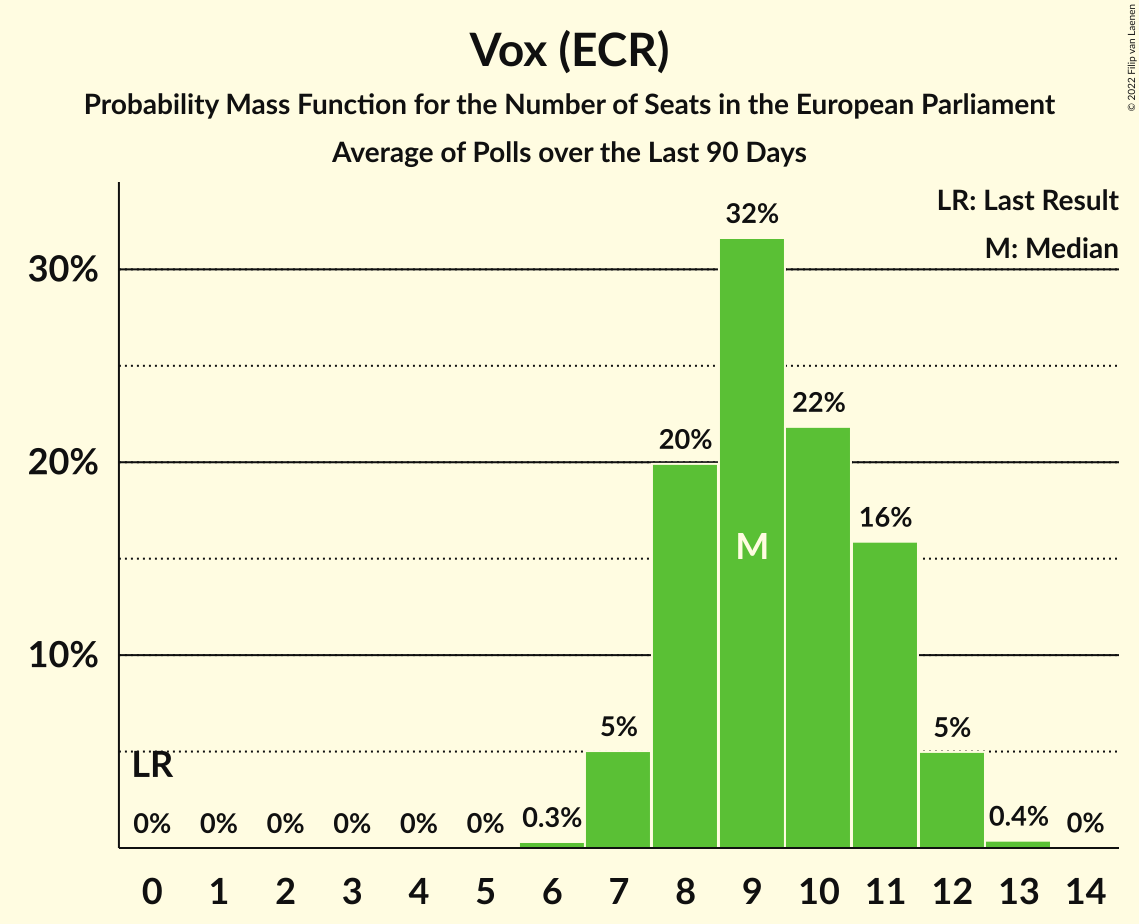 Vox (ECR)
Probability Mass Function for the Number of Seats in the European Parliament
Average of Polls over the Last 90 Days
© 2022 Filip van Laenen
LR: Last Result
M: Median
30%
20%
10%
32%
22%
20%
16%
M
5%
5%
LR
0%
0%
0%
0%
0%
0%
0.3%
0.4%
0%
0 1 2 3 4 5 6 7 8 9 10 11 12 13 14